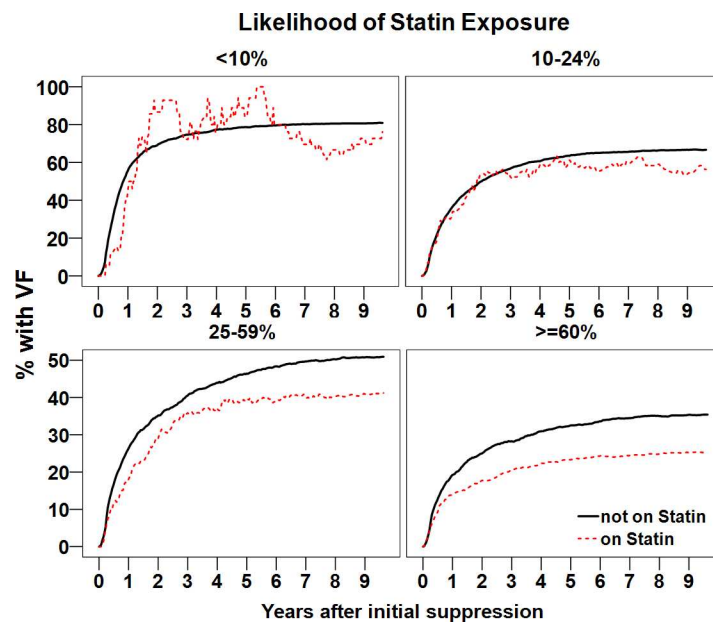 Likelihood of Statin Exposure
<10%
10-24%
% with VF
100
80
60
40
20
0
0 1 2 3 4 5 6 7 8 9
0 1 2 3 4 5 6 7 8 9
25-59%
>=60%
50
40
30
20
10
0
not on Statin
on Statin
0 1 2 3 4 5 6 7 8 9
0 1 2 3 4 5 6 7 8 9
Years after initial suppression